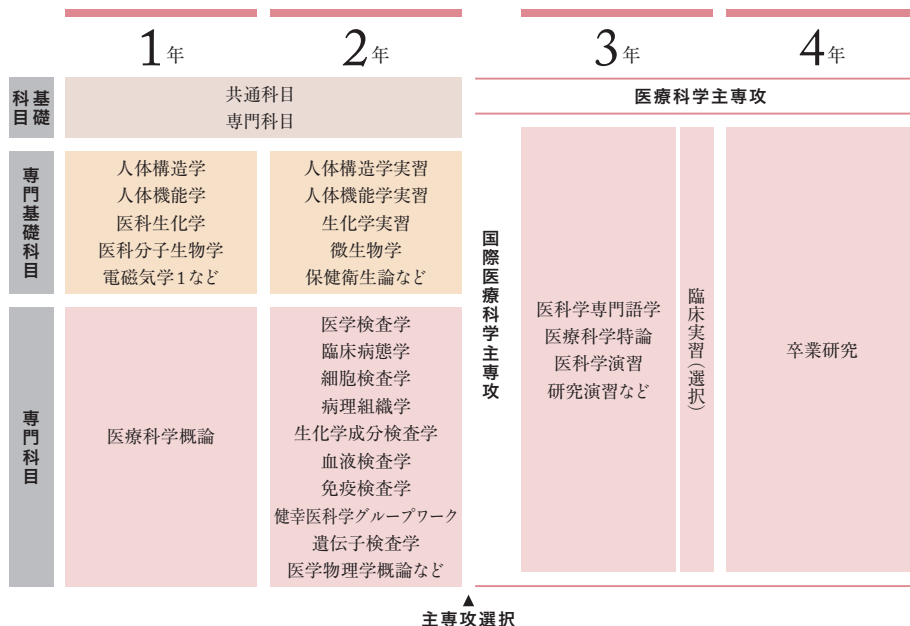 1年
2年
3年
4年
基礎科目
共通科目
専門科目
専門基礎科目
人体構造学
人体機能学
医科生化学
医科分子生物学
電磁気学1など
人体構造学実習
人体機能学実習
生化学実習
微生物学
保健衛生論など
専門科目
医療科学概論
医学検査学
臨床病態学
細胞検査学
病理組織学
生化学成分検査学
血液検査学
免疫検査学
健幸医科学グループワーク
遺伝子検査学
医学物理学概論など
医療科学主専攻
国際医療科学主専攻
医科学専門語学
医療科学特論
医科学演習
研究演習など
臨床実習(選択)
卒業研究
▲
主専攻選択